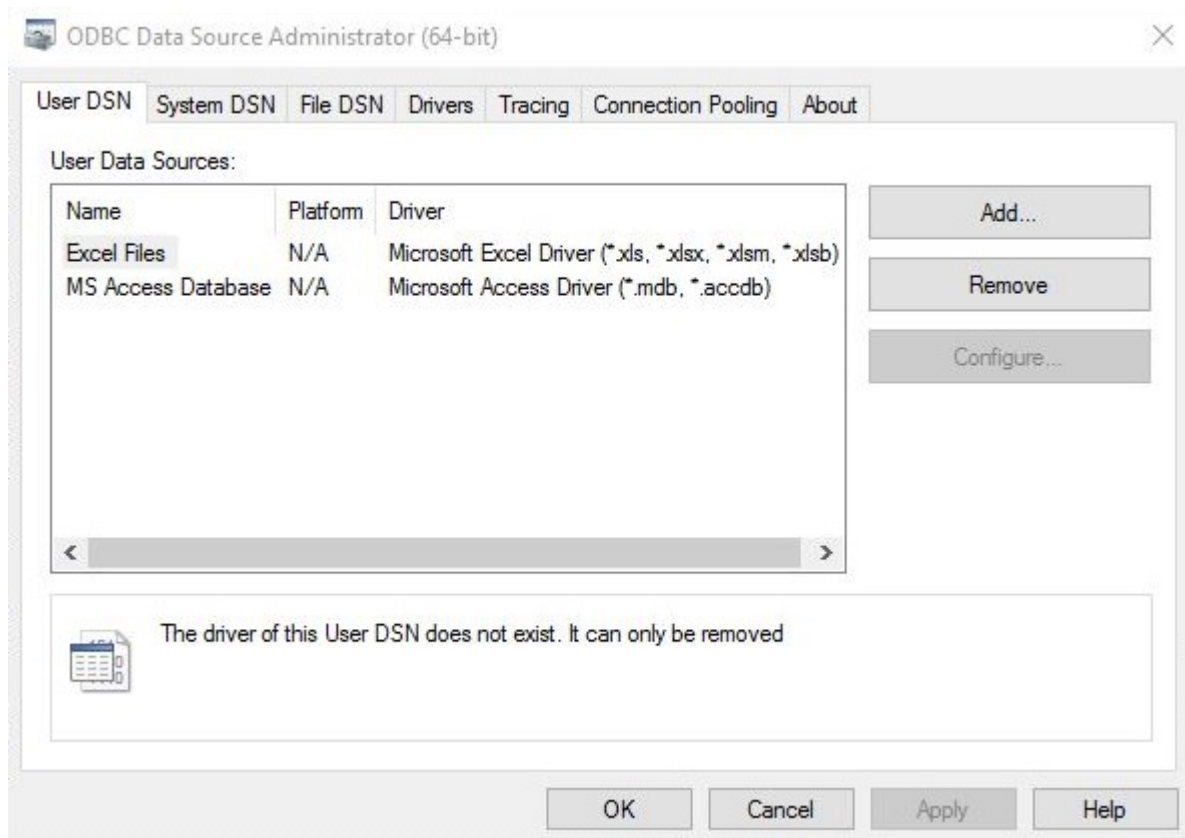 ODBC Data Source Administrator (64-bit)
User DSN System DSN File DSN Drivers Tracing Connection Pooling About
User Data Sources:
Name Platform Driver
Excel Files N/A Microsoft Excel Driver (*.xls, *.xlsx, *.xlsm, *.xlsb)
MS Access Database N/A Microsoft Access Driver (*.mdb, *.accdb)
Add...
Remove
Configure...
The driver of this User DSN does not exist. It can only be removed
OK Cancel Apply Help